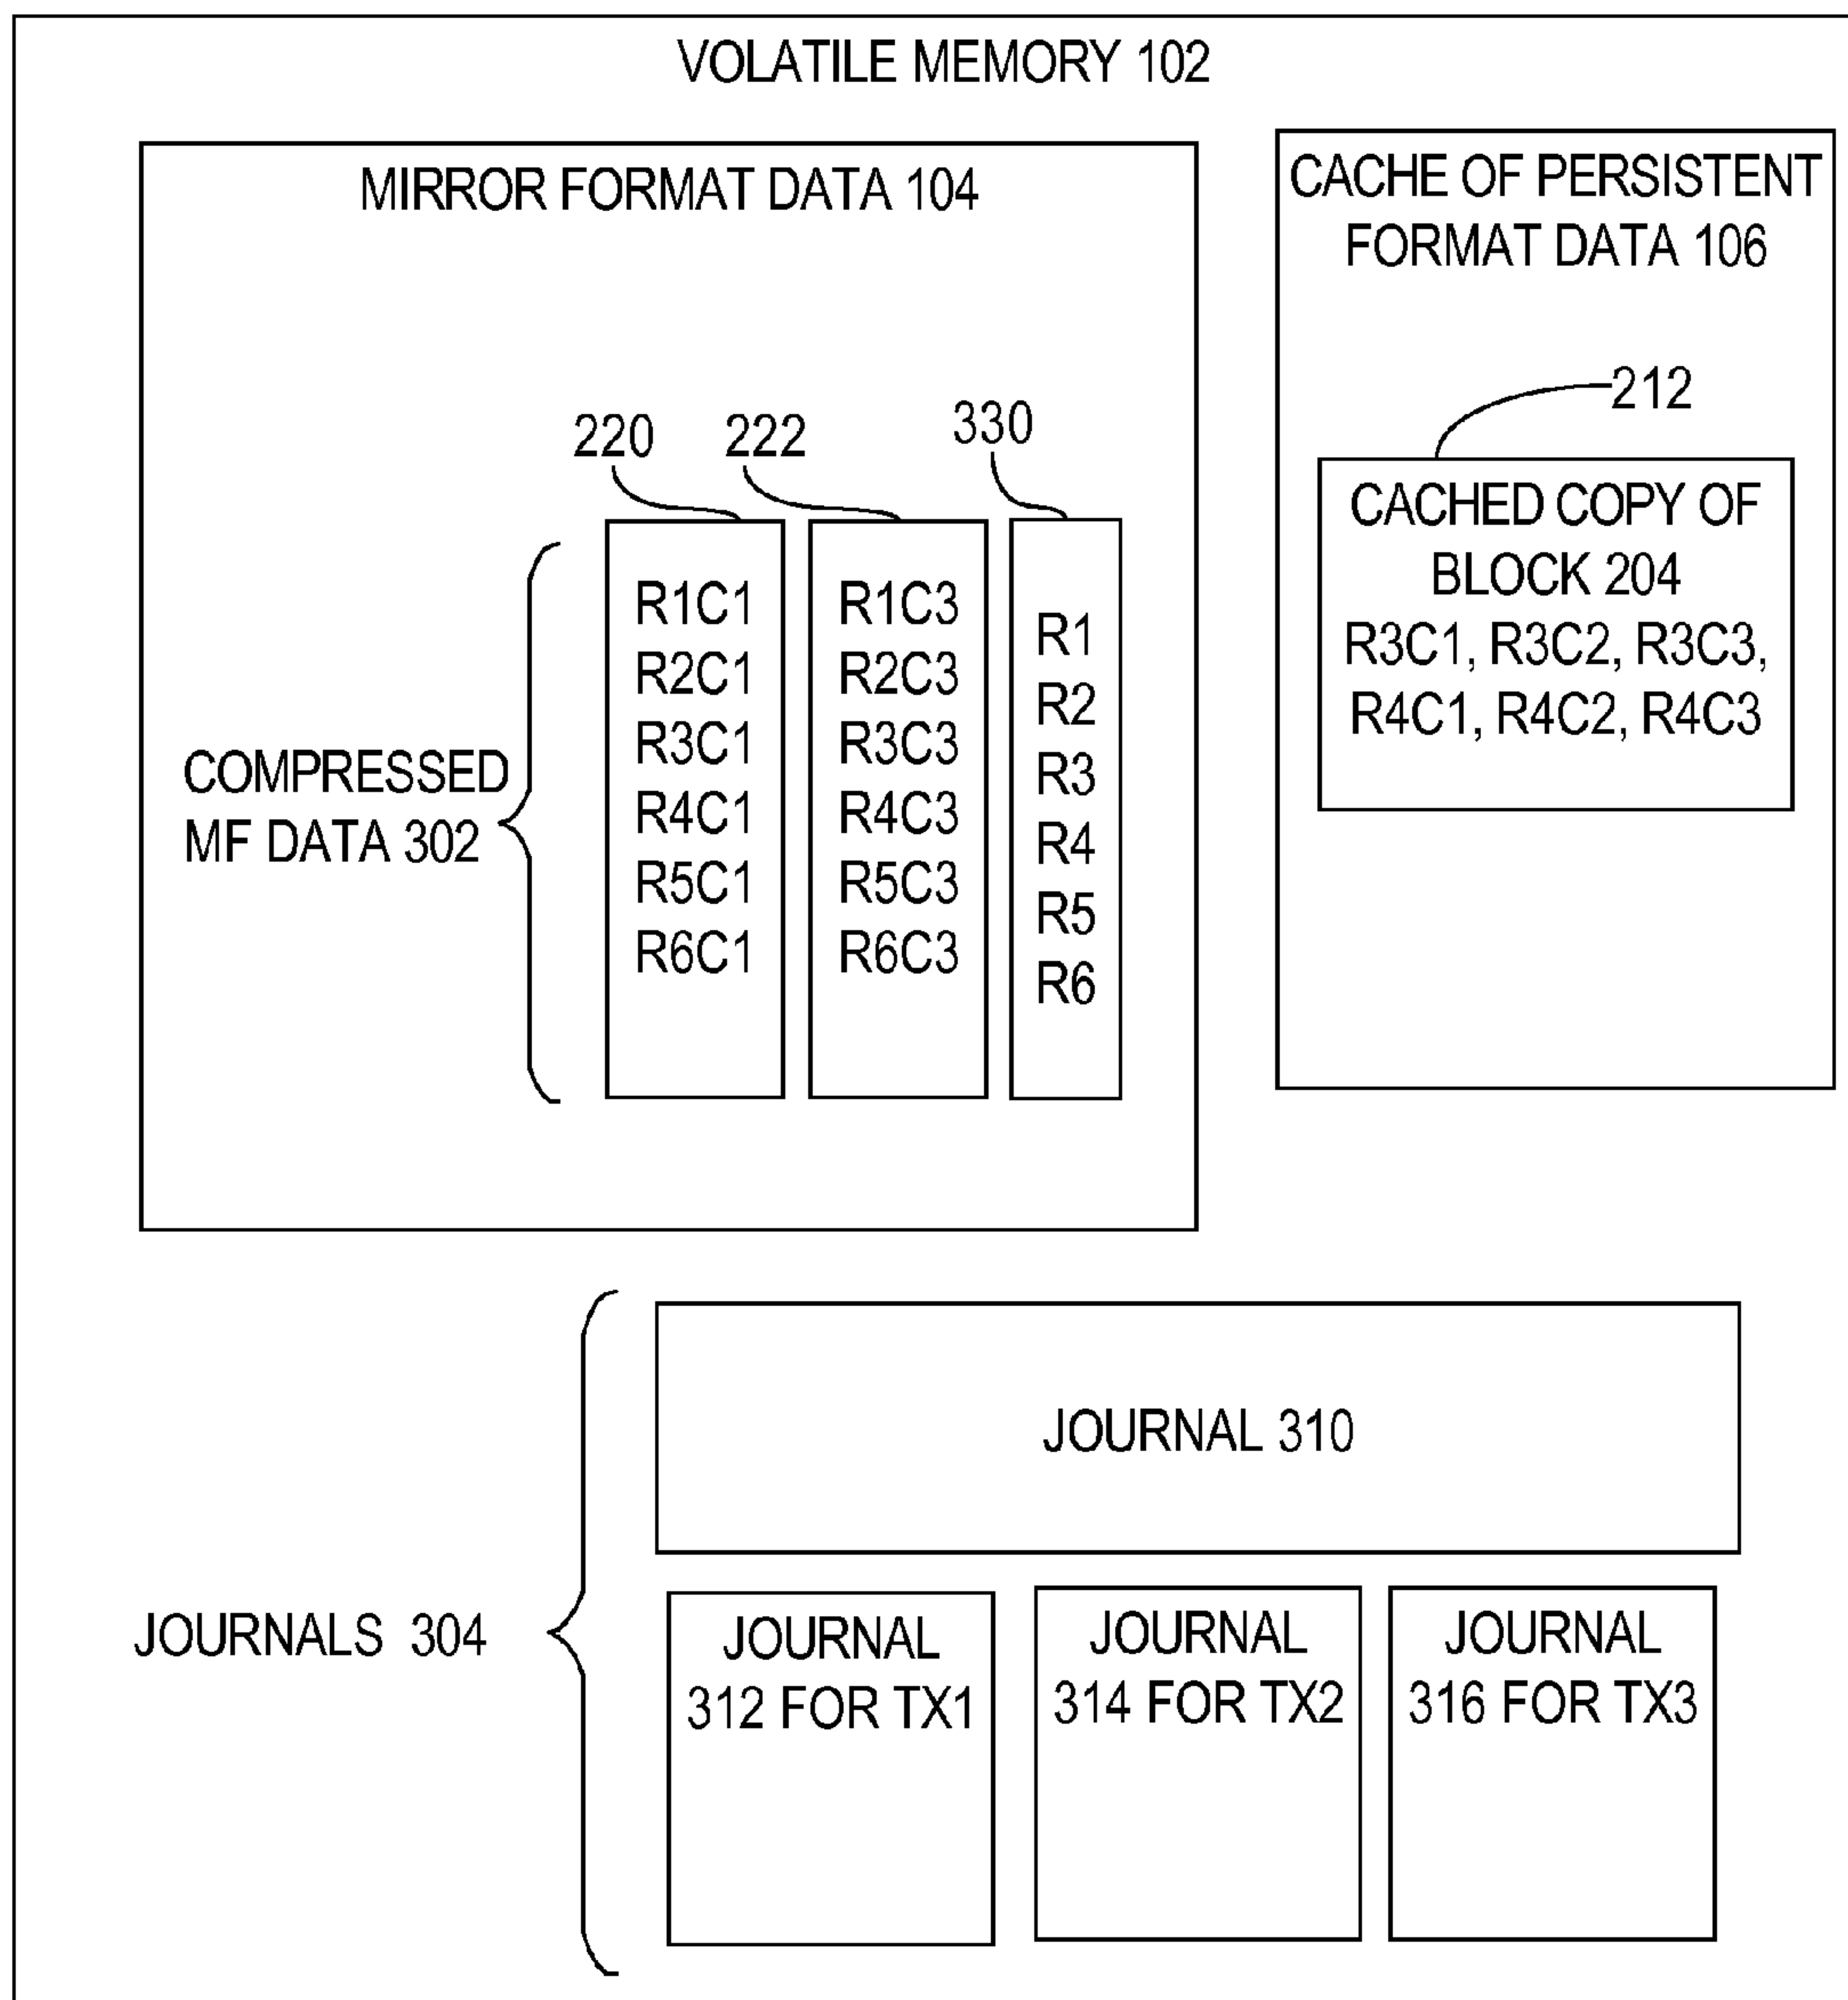 VOLATILE MEMORY 102
MIRROR FORMAT DATA 104
220
222
330
COMPRESSED
MF DATA 302
R1C1
R2C1
R3C1
R4C1
R5C1
R6C1
R1C3
R2C3
R3C3
R4C3
R5C3
R6C3
R1
R2
R3
R4
R5
R6
CACHE OF PERSISTENT
FORMAT DATA 106
212
CACHED COPY OF
BLOCK 204
R3C1, R3C2, R3C3,
R4C1, R4C2, R4C3
JOURNALS 304
JOURNAL 310
JOURNAL
312 FOR TX1
JOURNAL
314 FOR TX2
JOURNAL
316 FOR TX3